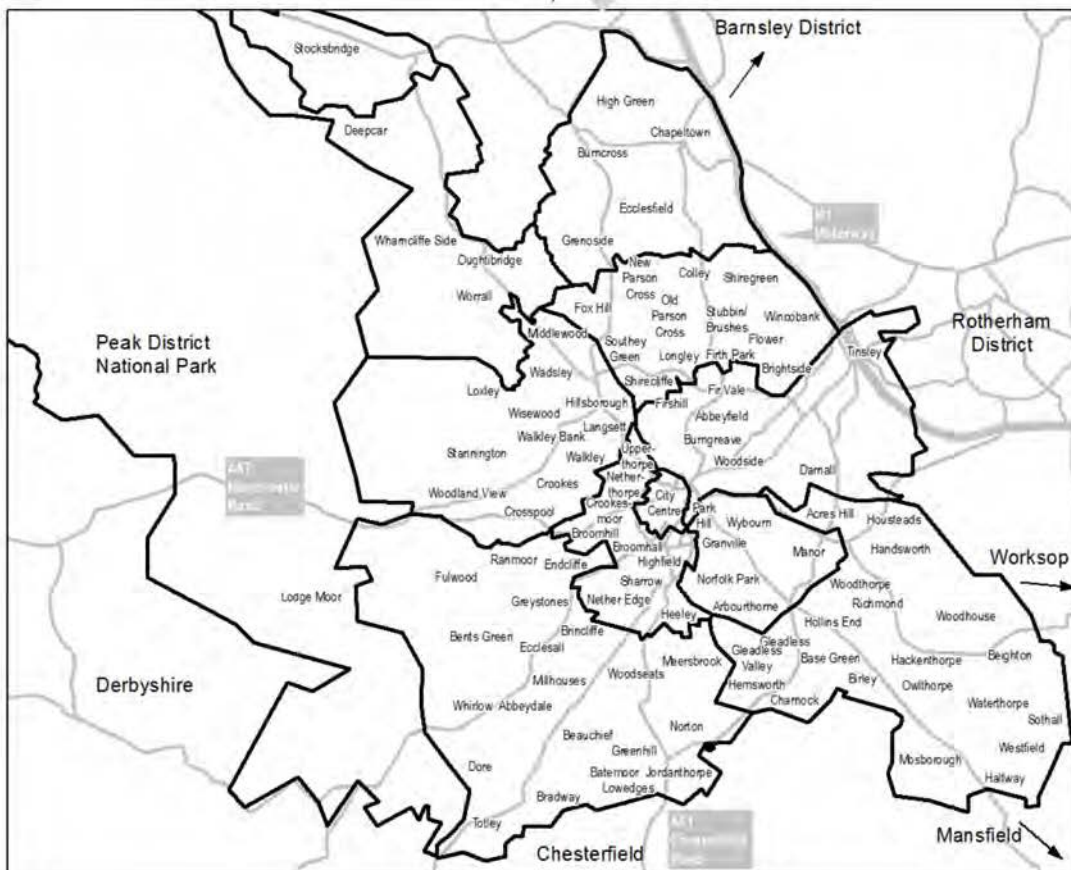 Barnsley District
Stocksbridge
High Green
Deepcar
Chapeltown
Burncross
Ecclesfield
Grenoside
Wharncliffe Side
Oughtibridge
M1
Motorway
New
Parson
Cross
Colley
Shiregreen
Worrall
Fox Hill
Old
Parson
Cross
Stubbin/
Brushes
Wincobank
Rotherham
District
Peak District
National Park
Middlewood
Southey
Green
Longley
Flower
Firth Park
Tinsley
Wadsley
Brightside
Loxley
Shirecliffe
Fir Vale
Wisewood
Hillsborough
Firshill
Abbeyfield
Langsett
Walkley Bank
Burngreave
Stannington
Upper-
thorpe
Walkley
Woodside
Darnall
Nether-
thorpe
Crookes
Woodland View
City
Centre
Crookes-
moor
Crosspool
Park
Hill
Wybourn
Acres Hill
Housteads
Broomhill
Granville
Manor
Handsworth
Broomhall
Ranmoor
Endcliffe
Highfield
Worksop
Fulwood
Sharrow
Norfolk Park
Woodthorpe
Lodge Moor
Greystones
Nether Edge
Arbourthorne
Richmond
Woodhouse
Heeley
Hollins End
Bents Green
Brincliffe
Ecclesall
Gleadless
Gleadless
Valley
Base Green
Hackenthorpe
Beighton
Meersbrook
Woodseats
Millhouses
Derbyshire
Hemsworth
Birley
Owlthorpe
Charnock
Waterthorpe
Whirlow
Abbeydale
Sothall
Norton
Beauchief
Greenhill
Westfield
Mosborough
Dore
Batemoor
Jordanthorpe
Halfway
Lowedges
Bradway
Totley
Chesterfield
Mansfield